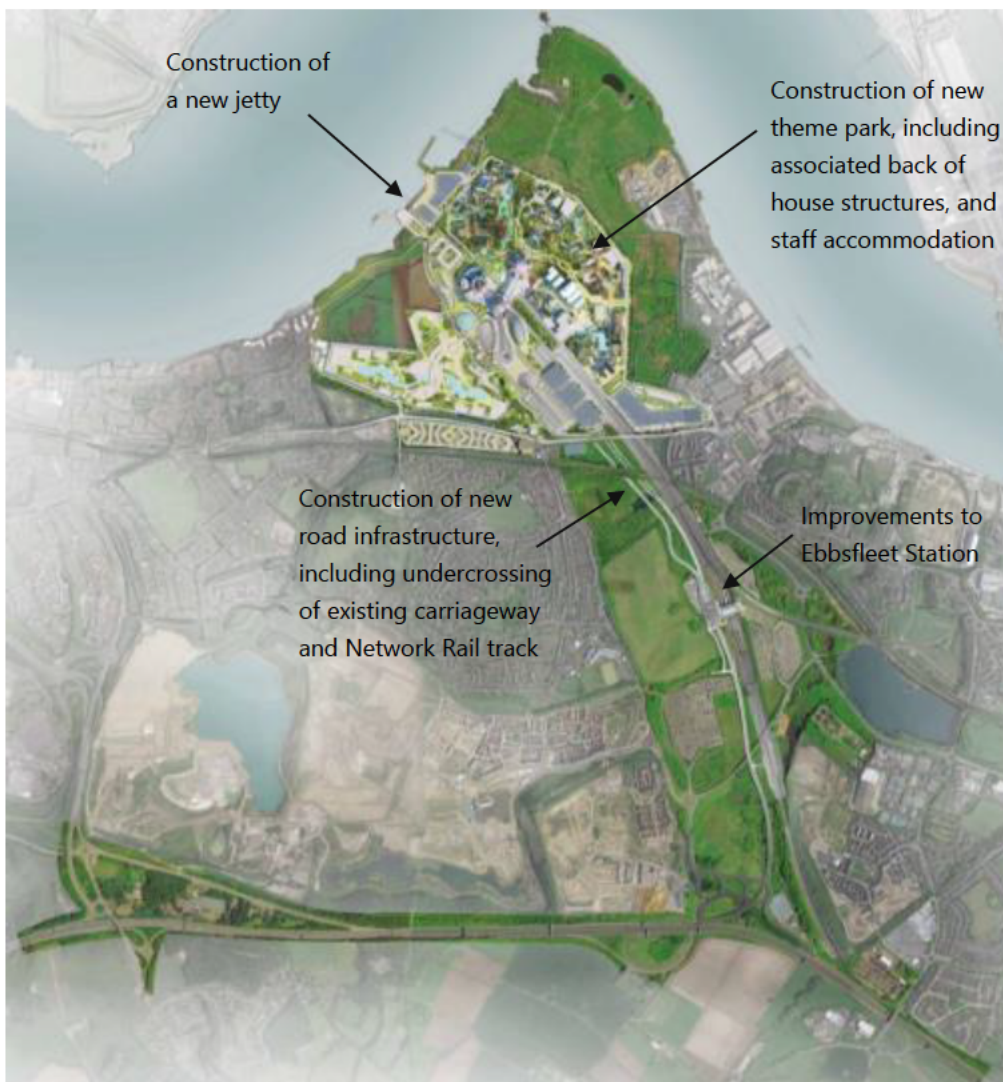 Construction of
a new jetty
Construction of new
theme park, including
associated back of
house structures, and
staff accommodation
Construction of new
road infrastructure,
including undercrossing
of existing carriageway
and Network Rail track
Improvements to
Ebbsfleet Station